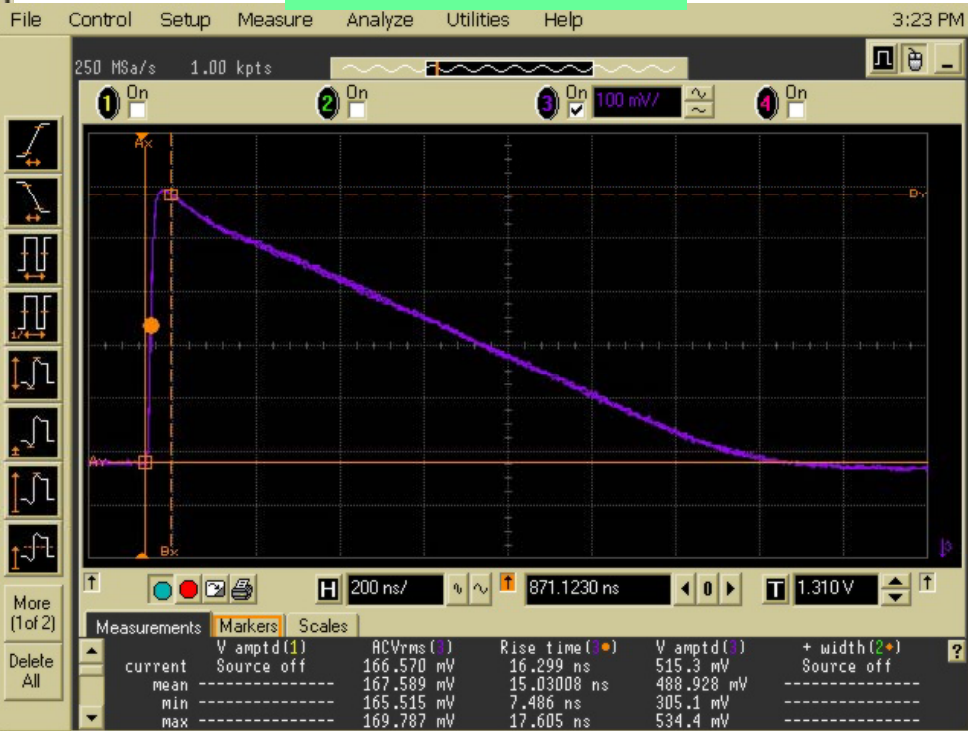 File Control Setup Measure Analyze Utilities Help 3:23 PM
250 MSa/s 1.00 kpts
1 On 2 On 3 On 100 mV/ 4 On
Ax
By
Ay
Bx
3
1/
More
(1of 2)
Delete
All
H 200 ns/ 871.1230 ns 0 T 1.310 V
Measurements Markers Scales
V amptd(1) ACVrms(3) Rise time(3) V amptd(3) + width(2) ?
current Source off 166.570 mV 16.299 ns 515.3 mV Source off
mean -------------- 167.589 mV 15.03008 ns 488.928 mV --------------
min -------------- 165.515 mV 7.486 ns 305.1 mV --------------
max -------------- 169.787 mV 17.605 ns 534.4 mV --------------